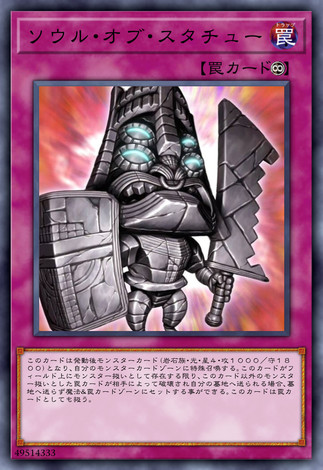 ソウル・オブ・スタチュー
トラップ
罠
【罠カード】
このカードは発動後モンスターカード(岩石族・光・星4・攻1000/守18
00)となり、自分のモンスターカードゾーンに特殊召喚する。このカードがフ
ィールド上にモンスター扱いとして存在する限り、このカード以外のモンスタ
ー扱いとした罠カードが相手によって破壊され自分の墓地へ送られる場合、墓
地へ送らず魔法&罠カードゾーンにセットする事ができる。このカードは罠カ
ードとしても扱う。
49514333